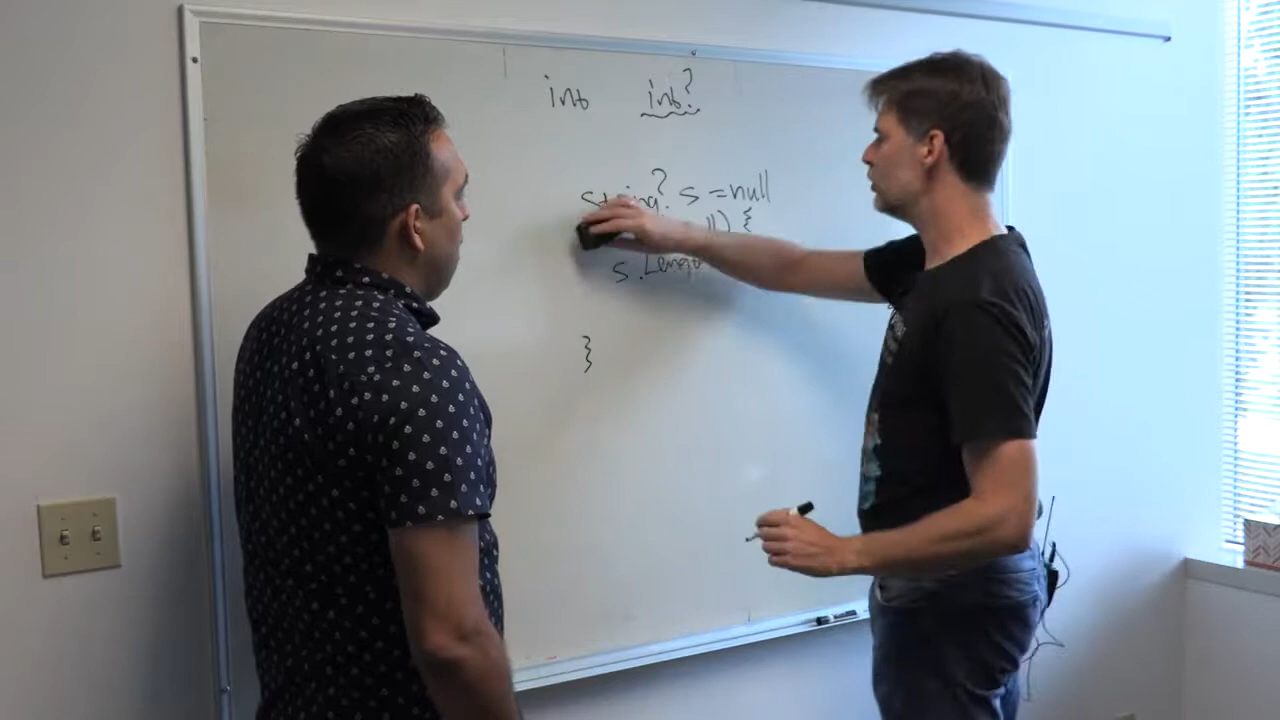 int int?
string? s = null
{
s.Length
}